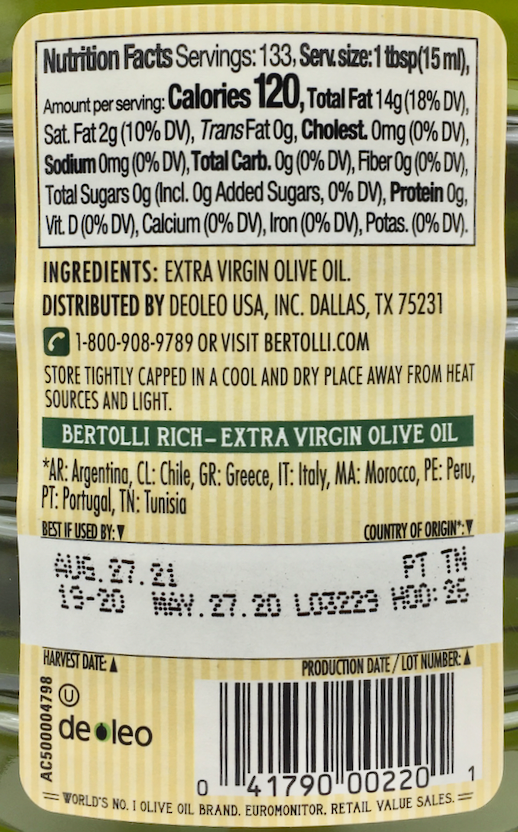 Nutrition Facts Servings: 133, Serv. size: 1 tbsp (15 ml),
Amount per serving: Calories 120, Total Fat 14g (18% DV),
Sat. Fat 2g (10% DV), Trans Fat 0g, Cholest. 0mg (0% DV),
Sodium 0mg (0% DV), Total Carb. 0g (0% DV), Fiber 0g (0% DV),
Total Sugars 0g (Incl. 0g Added Sugars, 0% DV), Protein 0g,
Vit. D (0% DV), Calcium (0% DV), Iron (0% DV), Potas. (0% DV).
INGREDIENTS: EXTRA VIRGIN OLIVE OIL.
DISTRIBUTED BY DEOLEO USA, INC. DALLAS, TX 75231
1-800-908-9789 OR VISIT BERTOLLI.COM
STORE TIGHTLY CAPPED IN A COOL AND DRY PLACE AWAY FROM HEAT
SOURCES AND LIGHT.
BERTOLLI RICH – EXTRA VIRGIN OLIVE OIL
*AR: Argentina, CL: Chile, GR: Greece, IT: Italy, MA: Morocco, PE: Peru,
PT: Portugal, TN: Tunisia
BEST IF USED BY:▼ COUNTRY OF ORIGIN*:▼
AUG.27.21 PT TN
19-20 MAY.27.20 L03229 H00:26
HARVEST DATE:▲ PRODUCTION DATE / LOT NUMBER:▲
AC500004798
U
deoleo
0 41790 00220 1
WORLD'S NO. 1 OLIVE OIL BRAND. EUROMONITOR. RETAIL VALUE SALES.